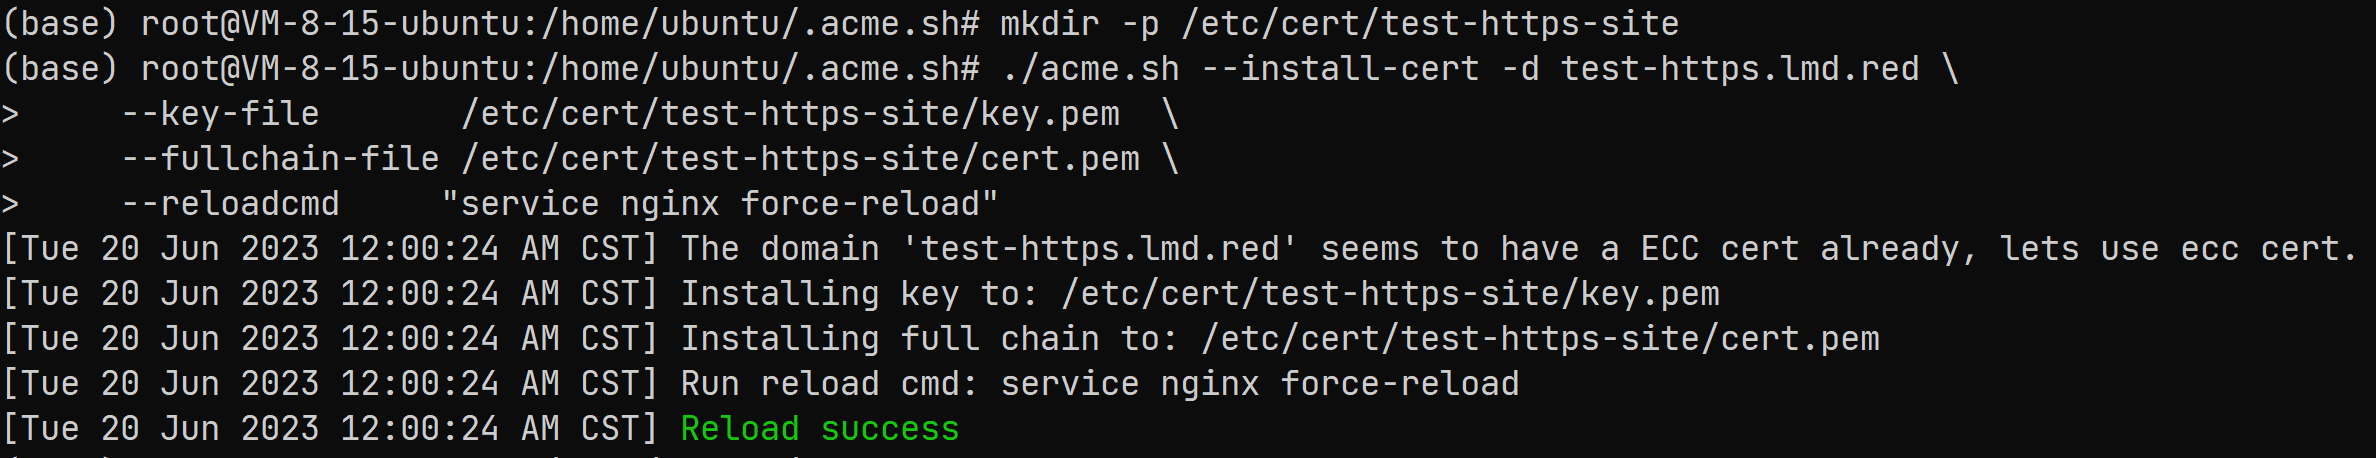 (base) root@VM-8-15-ubuntu:/home/ubuntu/.acme.sh# mkdir -p /etc/cert/test-https-site
(base) root@VM-8-15-ubuntu:/home/ubuntu/.acme.sh# ./acme.sh --install-cert -d test-https.lmd.red \
>     --key-file       /etc/cert/test-https-site/key.pem  \
>     --fullchain-file /etc/cert/test-https-site/cert.pem \
>     --reloadcmd     "service nginx force-reload"
[Tue 20 Jun 2023 12:00:24 AM CST] The domain 'test-https.lmd.red' seems to have a ECC cert already, lets use ecc cert.
[Tue 20 Jun 2023 12:00:24 AM CST] Installing key to: /etc/cert/test-https-site/key.pem
[Tue 20 Jun 2023 12:00:24 AM CST] Installing full chain to: /etc/cert/test-https-site/cert.pem
[Tue 20 Jun 2023 12:00:24 AM CST] Run reload cmd: service nginx force-reload
[Tue 20 Jun 2023 12:00:24 AM CST] Reload success